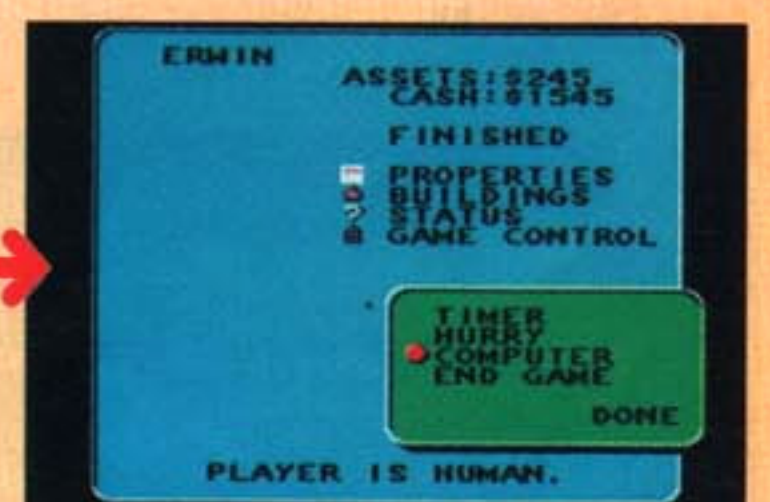 ERWIN
ASSETS:$245
CASH:$1545
FINISHED
PROPERTIES
BUILDINGS
STATUS
GAME CONTROL
TIMER
HURRY
COMPUTER
END GAME
DONE
PLAYER IS HUMAN.